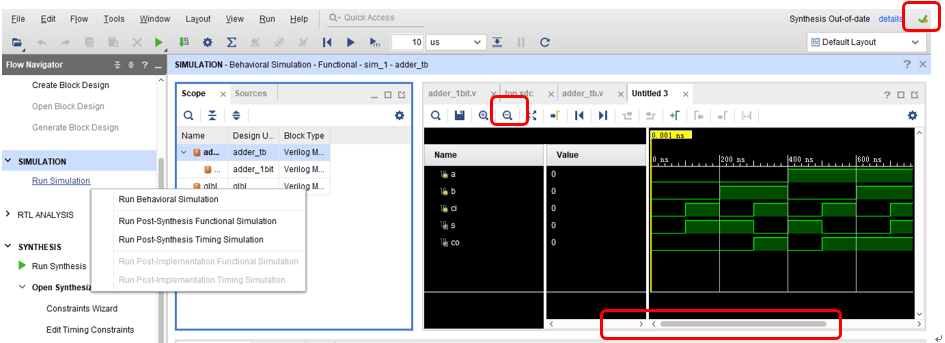 File Edit Flow Tools Window Layout View Run Help Quick Access Synthesis Out-of-date details
10 us Default Layout
Flow Navigator SIMULATION - Behavioral Simulation - Functional - sim_1 - adder_tb
Create Block Design
Open Block Design
Generate Block Design
SIMULATION
Run Simulation
Run Behavioral Simulation
Run Post-Synthesis Functional Simulation
Run Post-Synthesis Timing Simulation
Run Post-Implementation Functional Simulation
Run Post-Implementation Timing Simulation
RTL ANALYSIS
SYNTHESIS
Run Synthesis
Open Synthesiz
Constraints Wizard
Edit Timing Constraints
Scope Sources
Name Design U... Block Type
ad... adder_tb Verilog M...
... adder_1bit Verilog M...
glbl glbl Verilog M...
adder_1bit.v top.xdc adder_tb.v Untitled 3
Name Value
a 0
b 0
ci 0
s 0
co 0
0.001 ns
0 ns 200 ns 400 ns 600 ns